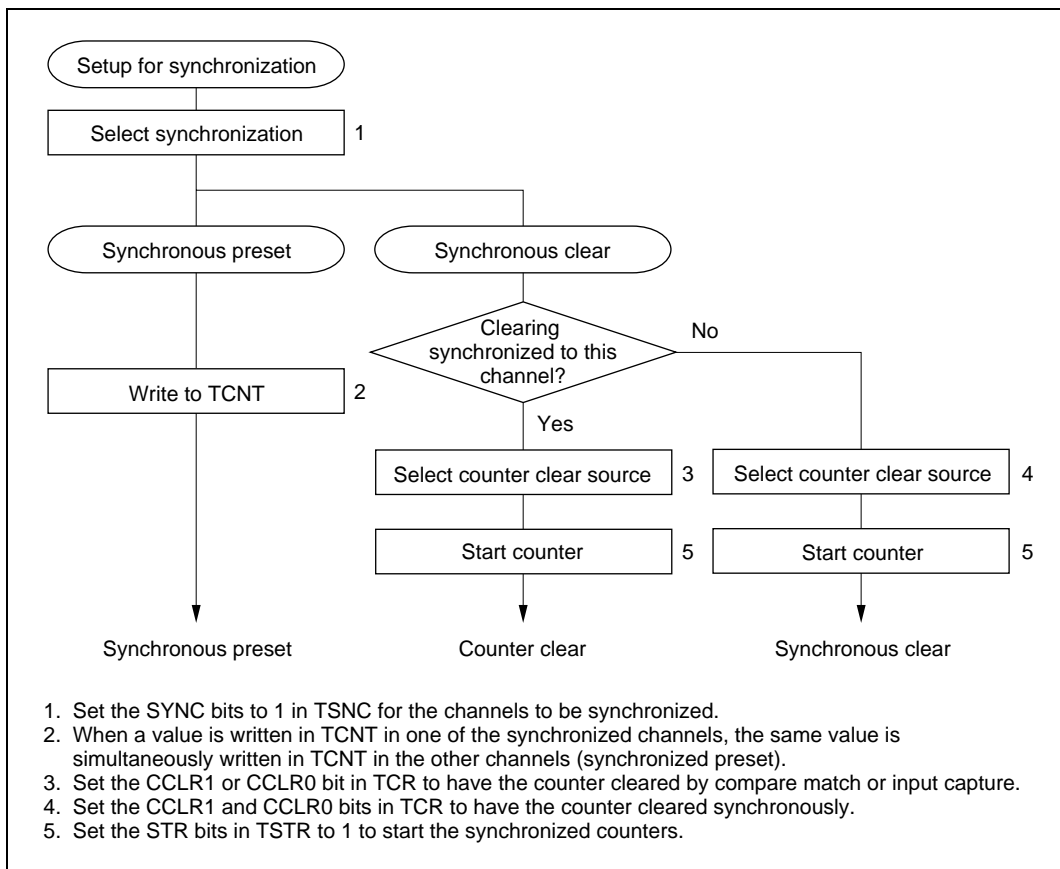 Setup for synchronization
Select synchronization
1
Synchronous preset
Synchronous clear
Clearing
synchronized to this
channel?
No
Write to TCNT
2
Yes
Select counter clear source
3
Select counter clear source
4
Start counter
5
Start counter
5
Synchronous preset
Counter clear
Synchronous clear
1. Set the SYNC bits to 1 in TSNC for the channels to be synchronized.
2. When a value is written in TCNT in one of the synchronized channels, the same value is
simultaneously written in TCNT in the other channels (synchronized preset).
3. Set the CCLR1 or CCLR0 bit in TCR to have the counter cleared by compare match or input capture.
4. Set the CCLR1 and CCLR0 bits in TCR to have the counter cleared synchronously.
5. Set the STR bits in TSTR to 1 to start the synchronized counters.